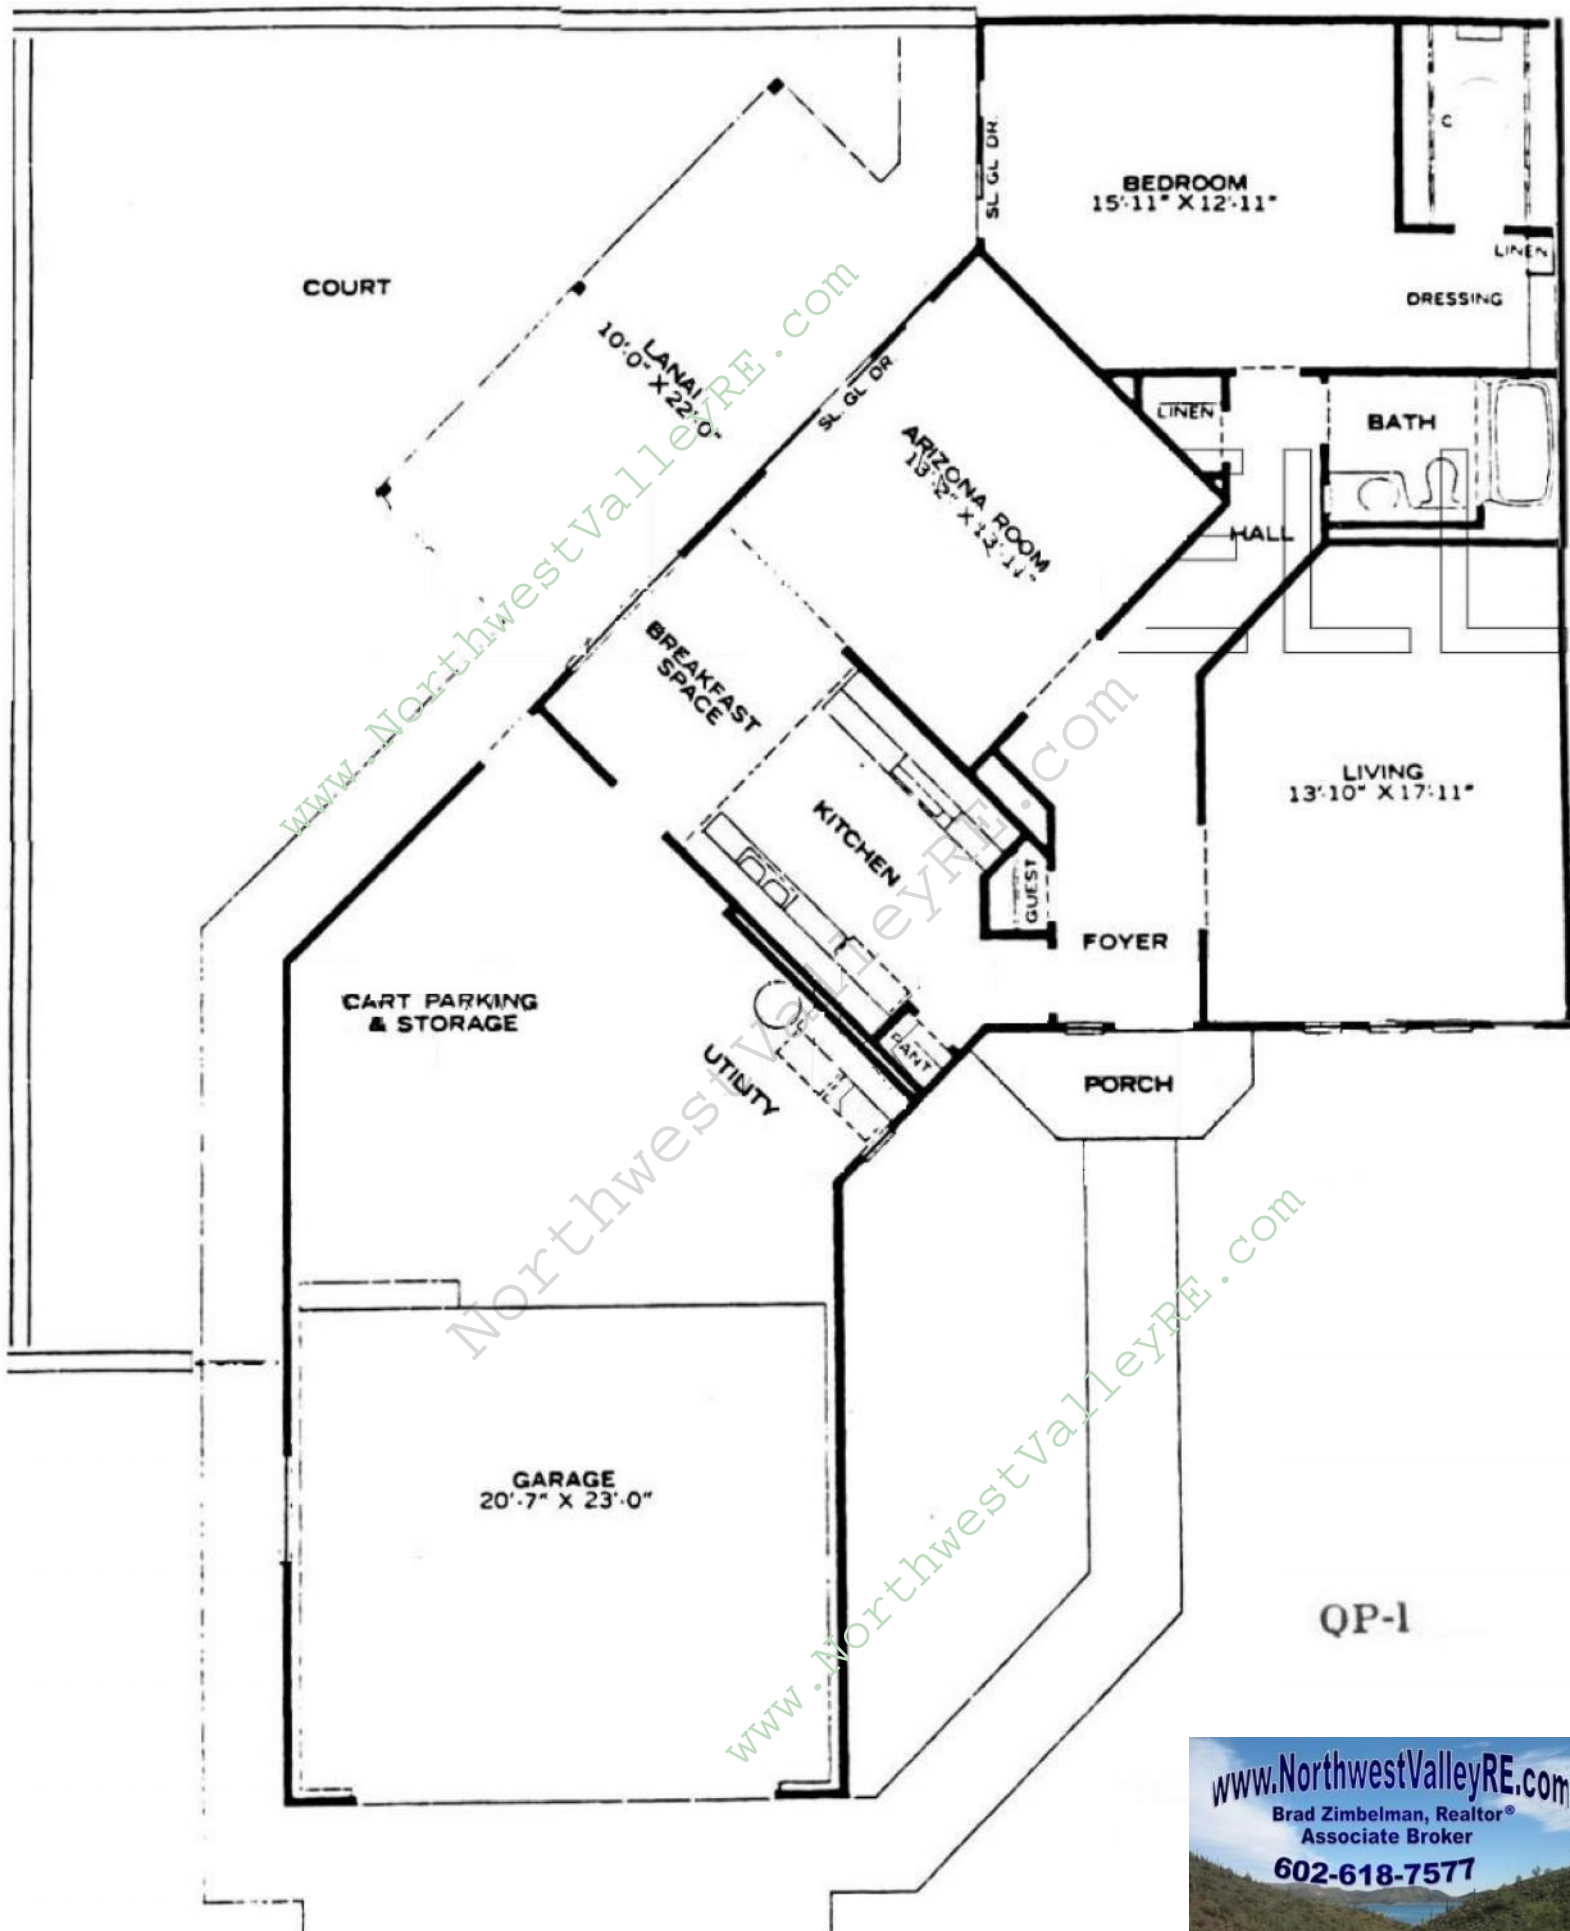 SL. GL. DR.
BEDROOM
15'-11" X 12'-11"
C
LINEN
DRESSING
COURT
LANAI
10'-0" X 22'-0"
SL. GL. DR.
ARIZONA ROOM
LINEN
BATH
HALL
BREAKFAST
SPACE
KITCHEN
LIVING
13'-10" X 17'-11"
GUEST
FOYER
CART PARKING
& STORAGE
UTILITY
PANT
PORCH
GARAGE
20'-7" X 23'-0"
QP-1
www.NorthwestValleyRE.com
NorthwestValleyRE.com
www.NorthwestValleyRE.com
www.NorthwestValleyRE.com
Brad Zimbelman, Realtor®
Associate Broker
602-618-7577